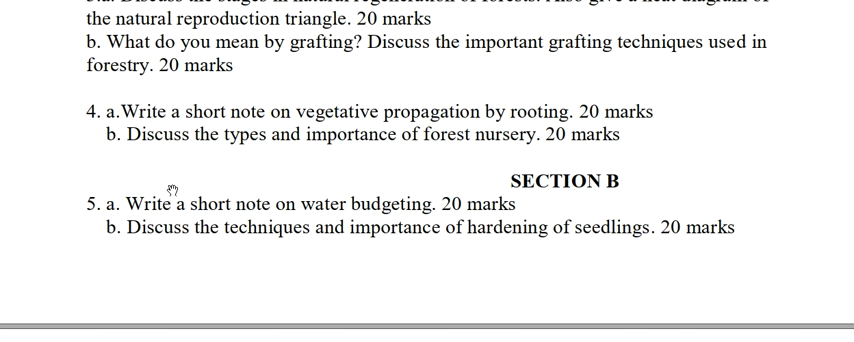 the natural reproduction triangle. 20 marks
b. What do you mean by grafting? Discuss the important grafting techniques used in
forestry. 20 marks
4. a.Write a short note on vegetative propagation by rooting. 20 marks
b. Discuss the types and importance of forest nursery. 20 marks
SECTION B
5. a. Write a short note on water budgeting. 20 marks
b. Discuss the techniques and importance of hardening of seedlings. 20 marks